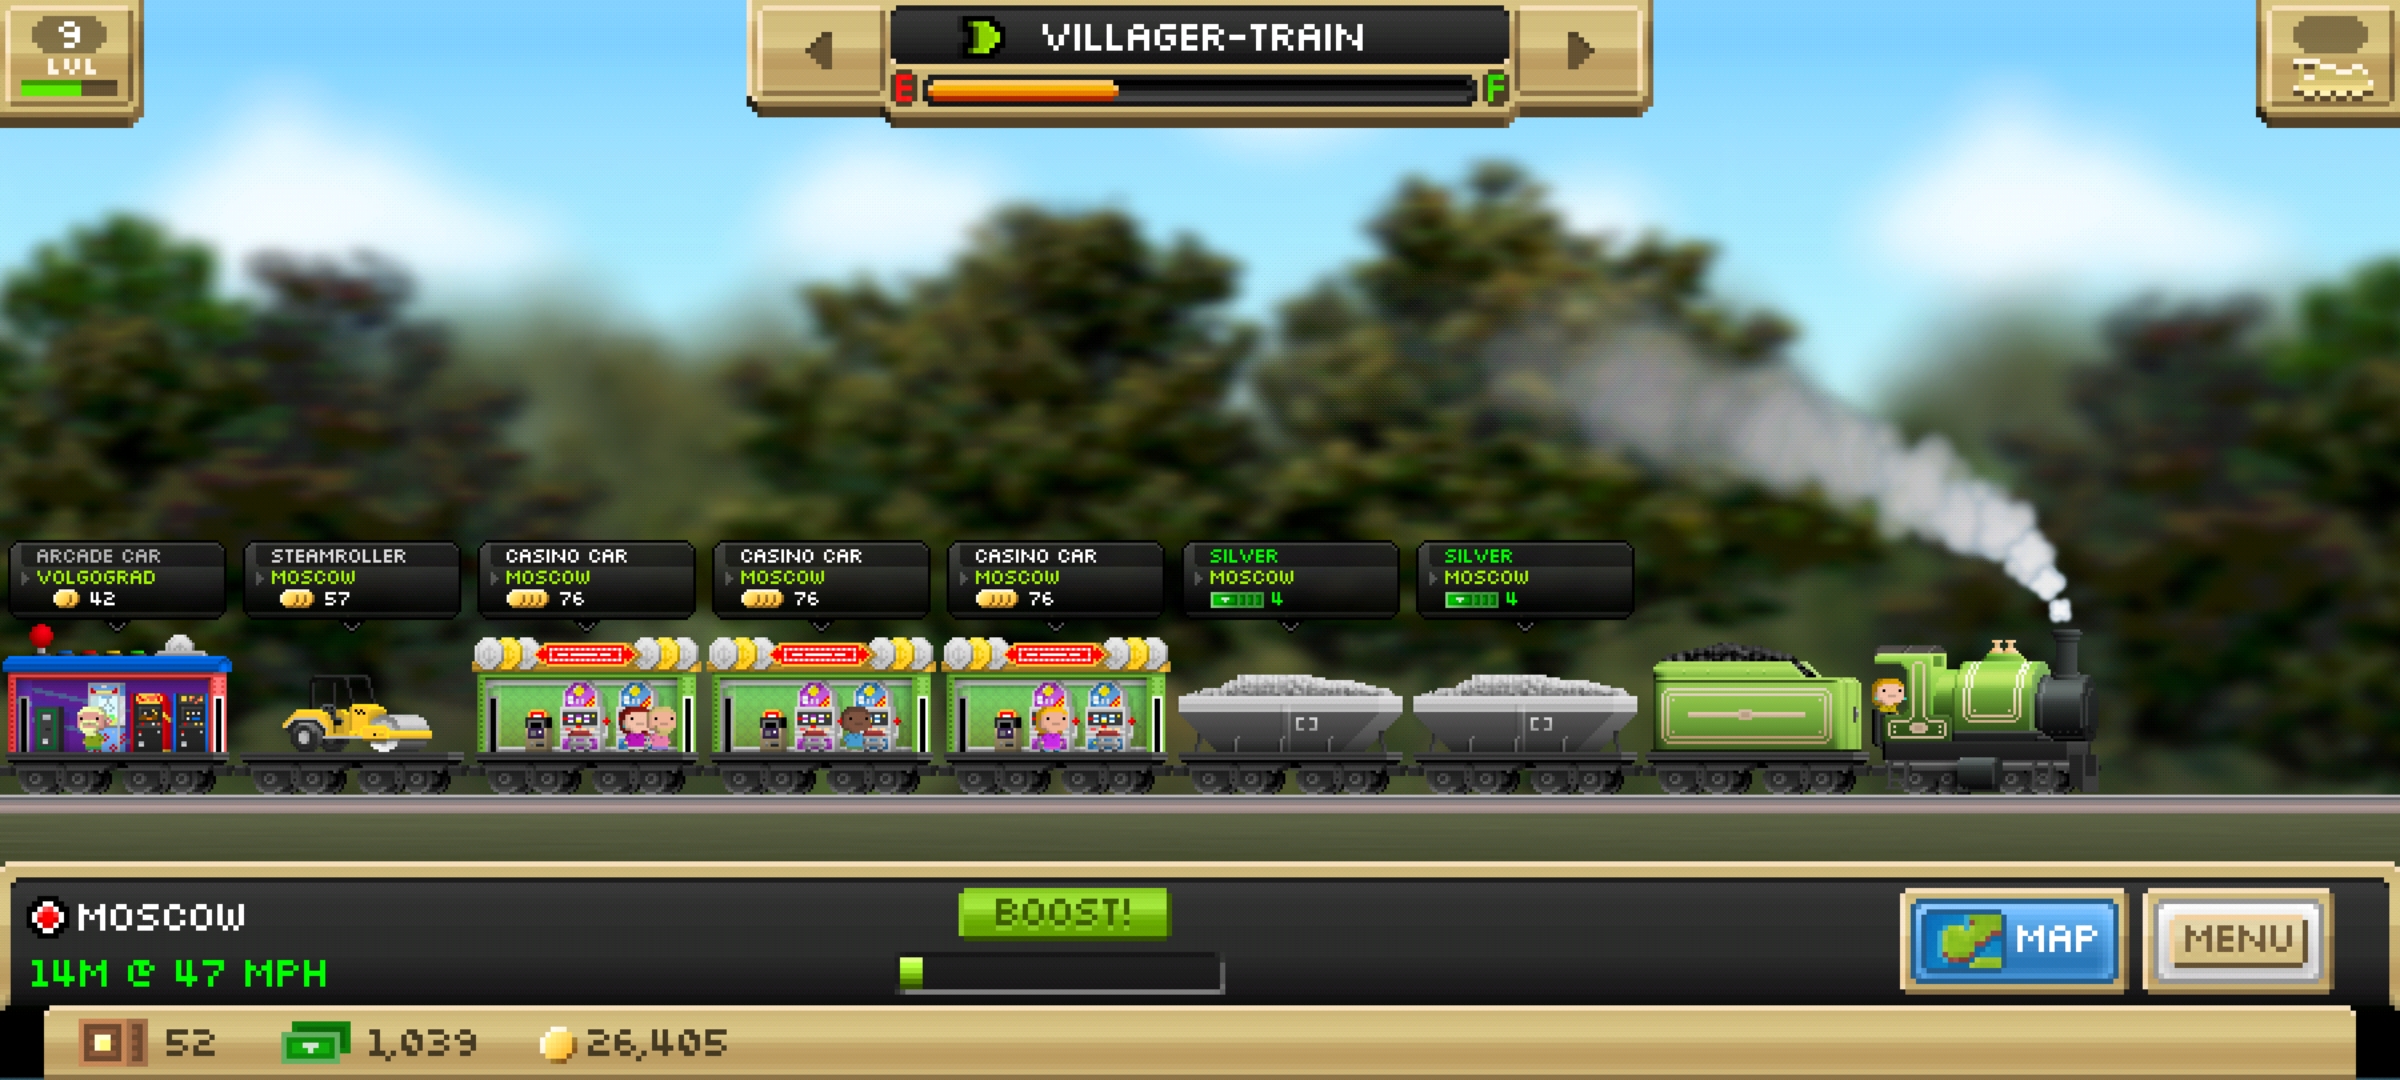 9
LVL
VILLAGER-TRAIN
E
F
ARCADE CAR
VOLGOGRAD
42
STEAMROLLER
MOSCOW
57
CASINO CAR
MOSCOW
76
CASINO CAR
MOSCOW
76
CASINO CAR
MOSCOW
76
SILVER
MOSCOW
4
SILVER
MOSCOW
4
MOSCOW
14M @ 47 MPH
BOOST!
MAP
MENU
52
1,039
26,405